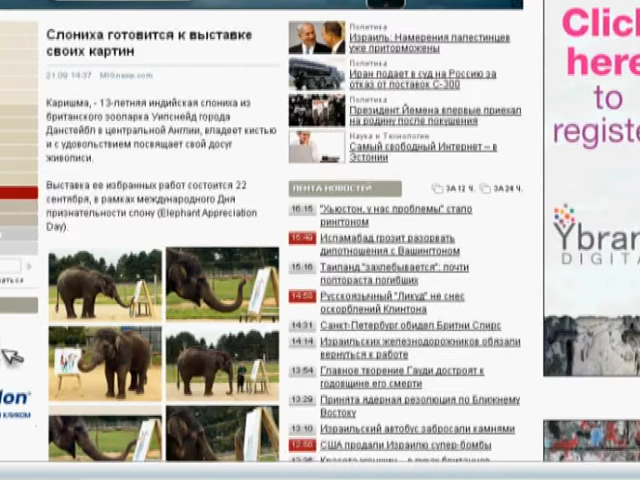 Слониха готовится к выставке
своих картин
21.09 14:37 MIGnews.com
Каришма, - 13-летняя индийская слониха из
британского зоопарка Уипснейд города
Данстейбл в центральной Англии, владеет кистью
и с удовольствием посвящает свой досуг
живописи.
Выставка ее избранных работ состоится 22
сентября, в рамках международного Дня
признательности слону (Elephant Appreciation
Day).
Политика
Израиль: Намерения палестинцев
уже приторможены
Политика
Иран подает в суд на Россию за
отказ от поставок С-300
Политика
Президент Йемена впервые приехал
на родину после покушения
Наука и Технологии
Самый свободный Интернет – в
Эстонии
ЛЕНТА НОВОСТЕЙ ЗА 12 Ч. ЗА 24 Ч.
16:15 "Хьюстон, у нас проблемы" стало
рингтоном
15:49 Исламабад грозит разорвать
дипотношения с Вашингтоном
15:16 Таиланд "захлебывается": почти
полтораста погибших
14:59 Русскоязычный "Ликуд" не снес
оскорблений Клинтона
14:31 Санкт-Петербург обидел Бритни Спирс
14:14 Израильских железнодорожников обязали
вернуться к работе
13:54 Главное творение Гауди достроят к
годовщине его смерти
13:29 Принята ядерная резолюция по Ближнему
Востоку
13:10 Израильский автобус забросали камнями
США продали Израилю супер-бомбы
Click
here
to
registe
Ybran
DIGITA
lon
КЛИКОМ